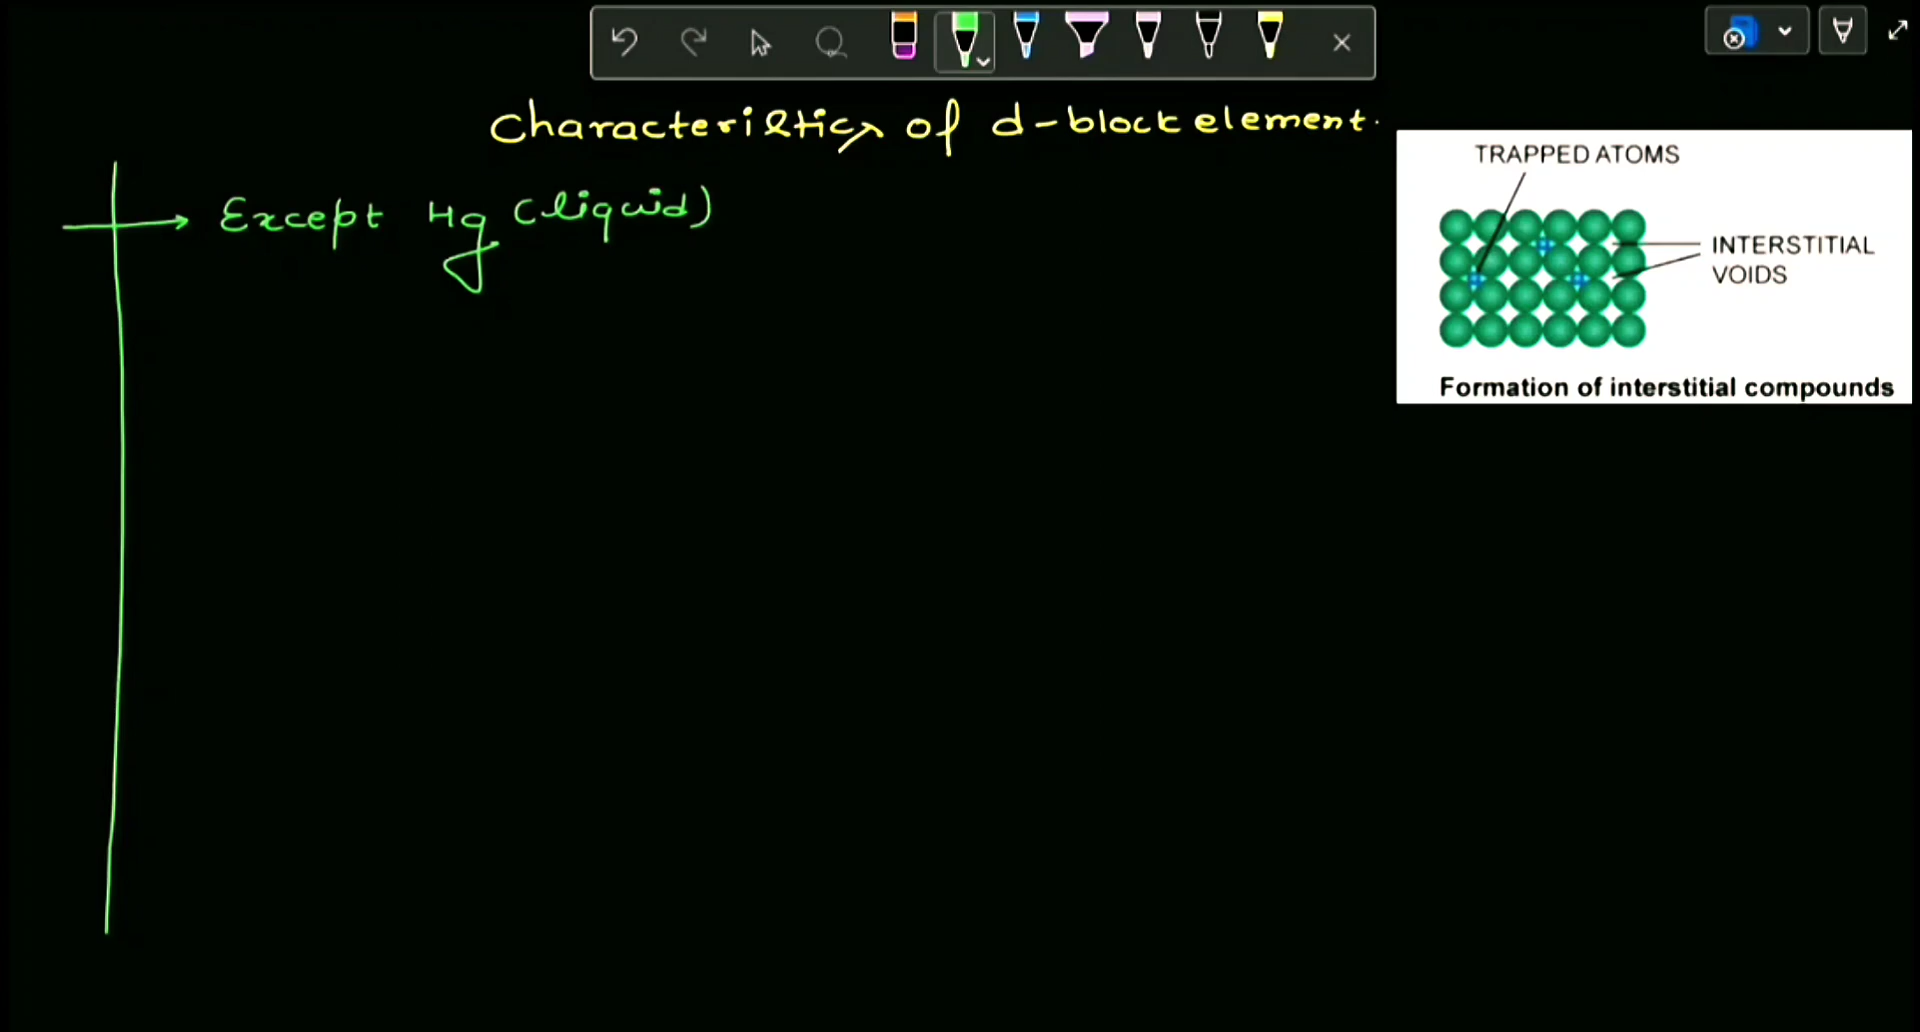 Characteristics of d-block element.
Except Hg (liquid)
TRAPPED ATOMS
INTERSTITIAL
VOIDS
Formation of interstitial compounds